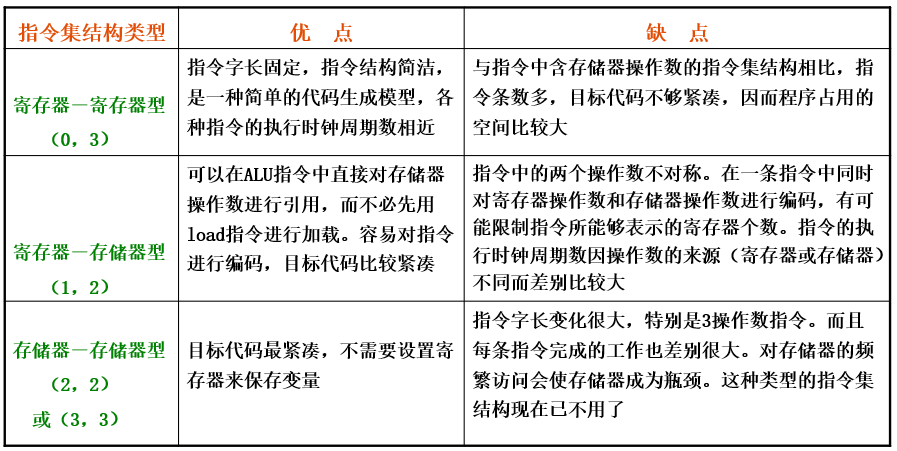 指令集结构类型
优 点
缺 点
寄存器－寄存器型
（0，3）
指令字长固定，指令结构简洁，
是一种简单的代码生成模型，各
种指令的执行时钟周期数相近
与指令中含存储器操作数的指令集结构相比，指
令条数多，目标代码不够紧凑，因而程序占用的
空间比较大
寄存器－存储器型
（1，2）
可以在ALU指令中直接对存储器
操作数进行引用，而不必先用
load指令进行加载。容易对指令
进行编码，目标代码比较紧凑
指令中的两个操作数不对称。在一条指令中同时
对寄存器操作数和存储器操作数进行编码，有可
能限制指令所能够表示的寄存器个数。指令的执
行时钟周期数因操作数的来源（寄存器或存储器）
不同而差别比较大
存储器－存储器型
（2，2）
或（3，3）
目标代码最紧凑，不需要设置寄
存器来保存变量
指令字长变化很大，特别是3操作数指令。而且
每条指令完成的工作也差别很大。对存储器的频
繁访问会使存储器成为瓶颈。这种类型的指令集
结构现在已不用了